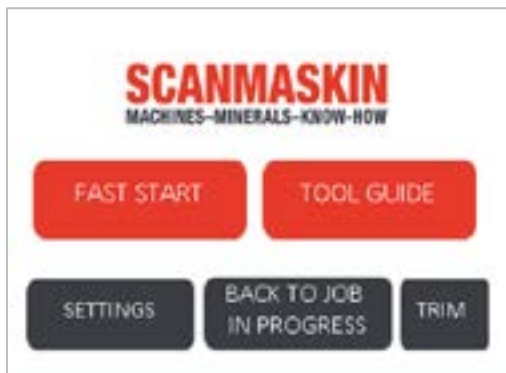 SCANMASKIN
MACHINES–MINERALS–KNOW-HOW
FAST START
TOOL GUIDE
SETTINGS
BACK TO JOB
IN PROGRESS
TRIM